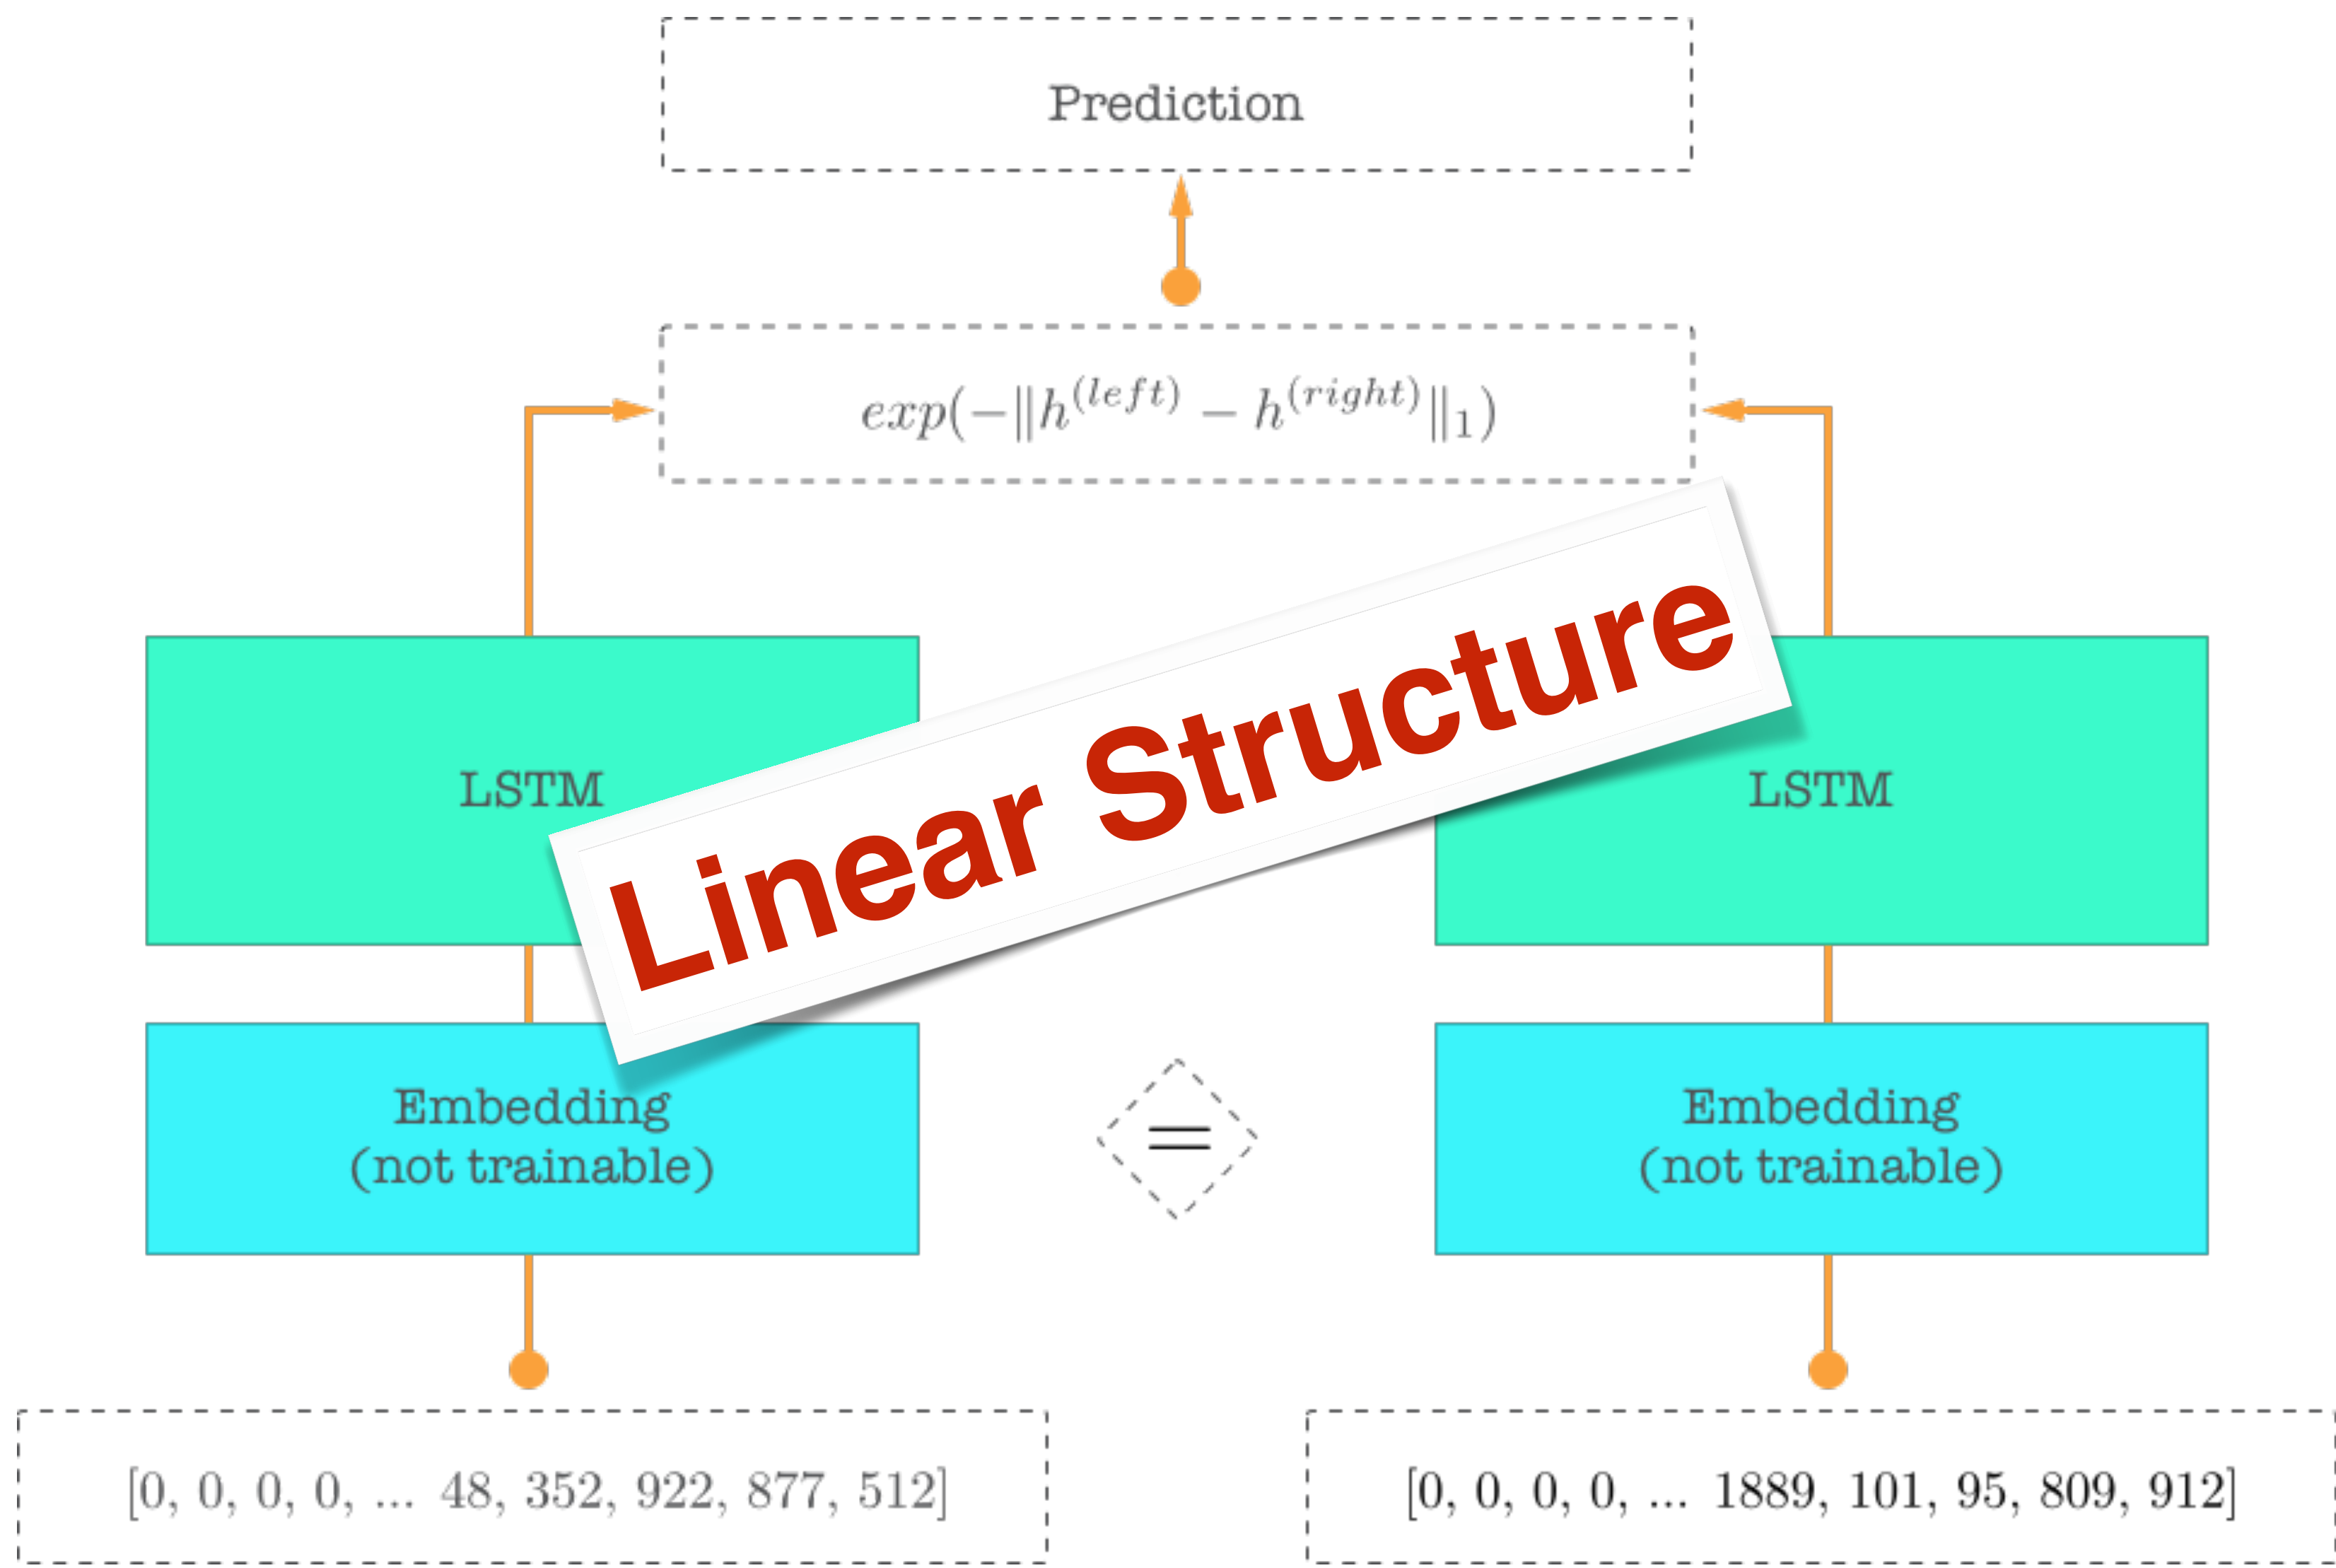 Prediction
exp(−‖h^(left) − h^(right)‖₁)
Linear Structure
LSTM
LSTM
Embedding
(not trainable)
=
Embedding
(not trainable)
[0, 0, 0, 0, ... 48, 352, 922, 877, 512]
[0, 0, 0, 0, ... 1889, 101, 95, 809, 912]